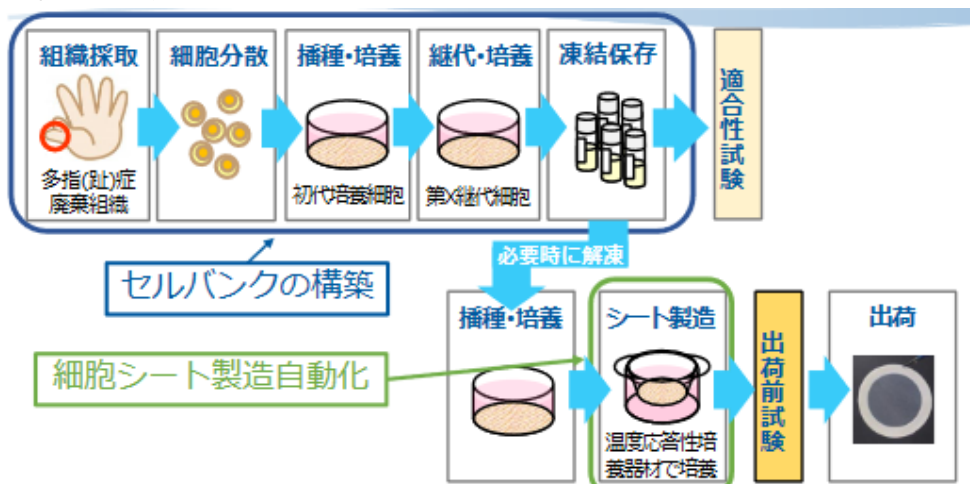 組織採取
細胞分散
播種・培養
継代・培養
凍結保存
適合性試験
多指(趾)症
廃棄組織
初代培養細胞
第X継代細胞
必要時に解凍
セルバンクの構築
播種・培養
シート製造
出荷前試験
出荷
細胞シート製造自動化
温度応答性培
養器材で培養